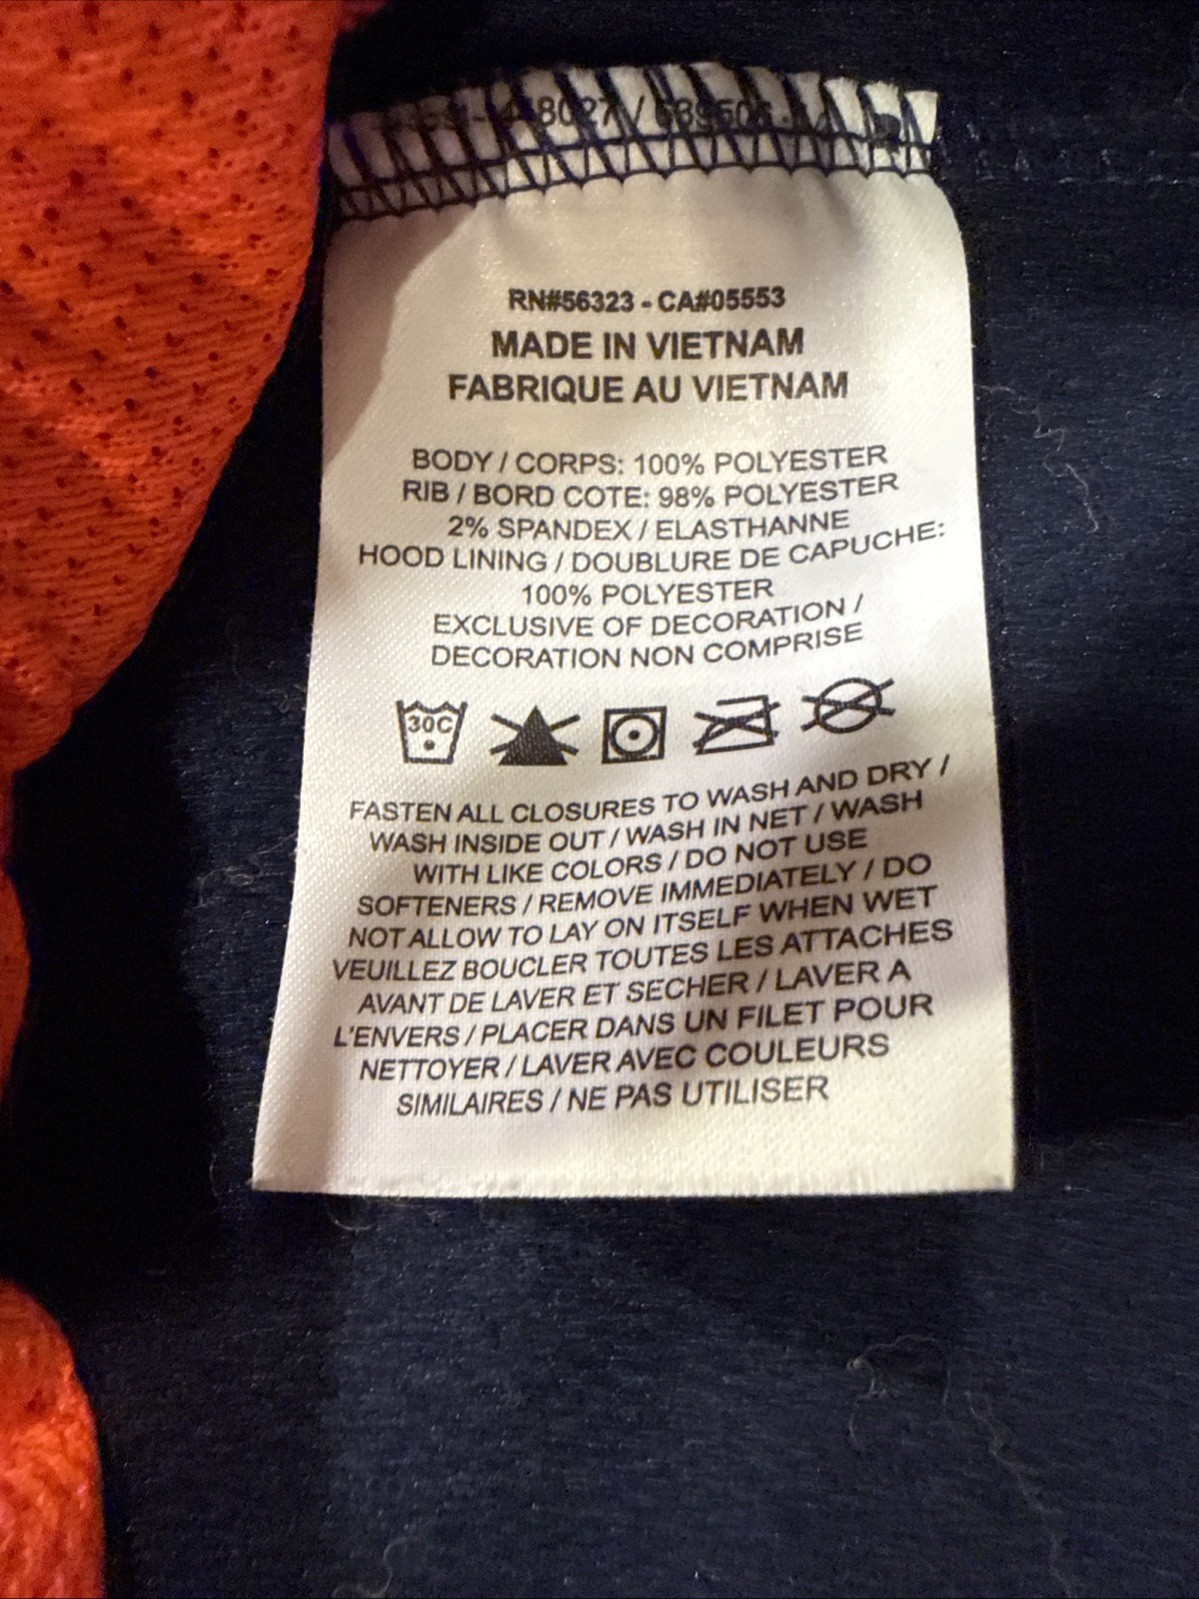 8027 /
RN#56323 - CA#05553
MADE IN VIETNAM
FABRIQUE AU VIETNAM
BODY / CORPS: 100% POLYESTER
RIB / BORD COTE: 98% POLYESTER
2% SPANDEX / ELASTHANNE
HOOD LINING / DOUBLURE DE CAPUCHE:
100% POLYESTER
EXCLUSIVE OF DECORATION /
DECORATION NON COMPRISE
30C
FASTEN ALL CLOSURES TO WASH AND DRY /
WASH INSIDE OUT / WASH IN NET / WASH
WITH LIKE COLORS / DO NOT USE
SOFTENERS / REMOVE IMMEDIATELY / DO
NOT ALLOW TO LAY ON ITSELF WHEN WET
VEUILLEZ BOUCLER TOUTES LES ATTACHES
AVANT DE LAVER ET SECHER / LAVER A
L'ENVERS / PLACER DANS UN FILET POUR
NETTOYER / LAVER AVEC COULEURS
SIMILAIRES / NE PAS UTILISER